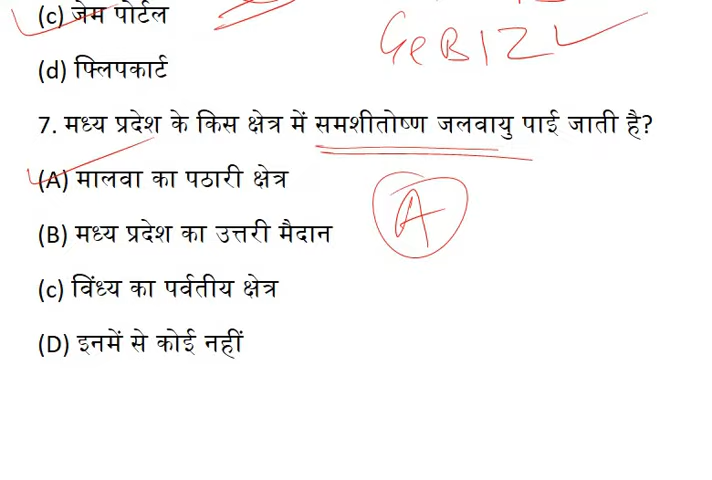 (c) जेम पोर्टल
GeBIZ
(d) फ्लिपकार्ट
7. मध्य प्रदेश के किस क्षेत्र में समशीतोष्ण जलवायु पाई जाती है?
(A) मालवा का पठारी क्षेत्र
A
(B) मध्य प्रदेश का उत्तरी मैदान
(c) विंध्य का पर्वतीय क्षेत्र
(D) इनमें से कोई नहीं